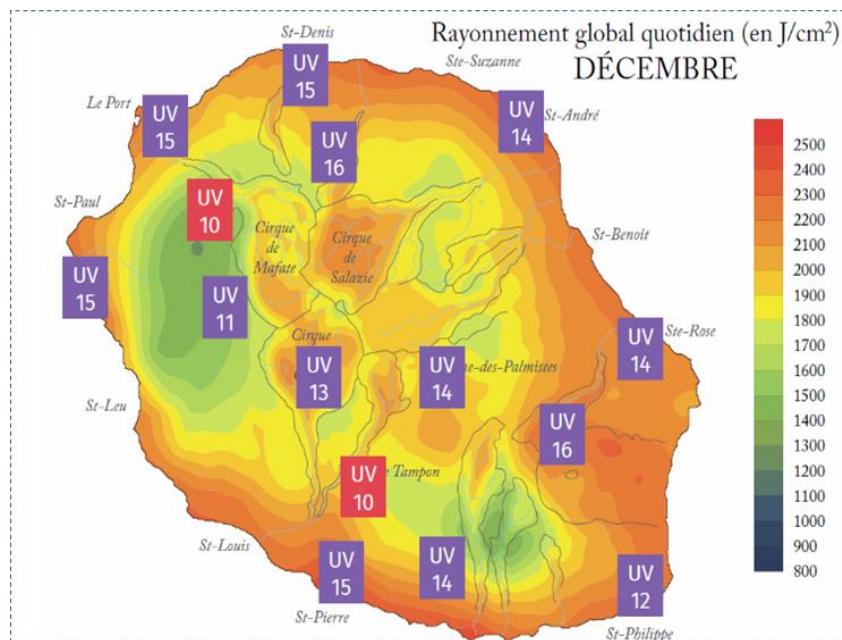 Rayonnement global quotidien (en J/cm²)
DÉCEMBRE
St-Denis
Ste-Suzanne
UV
15
Le Port
UV
15
UV
14
St-André
UV
16
St-Paul
UV
10
Cirque
de
Mafate
Cirque
de
Salazie
St-Benoît
UV
15
UV
11
Cirque
Ste-Rose
UV
14
UV
13
UV
14
ne-des-Palmistes
St-Leu
UV
16
Tampon
UV
10
St-Louis
UV
15
UV
14
UV
12
St-Pierre
St-Philippe
2500
2400
2300
2200
2100
2000
1900
1800
1700
1600
1500
1400
1300
1200
1100
1000
900
800